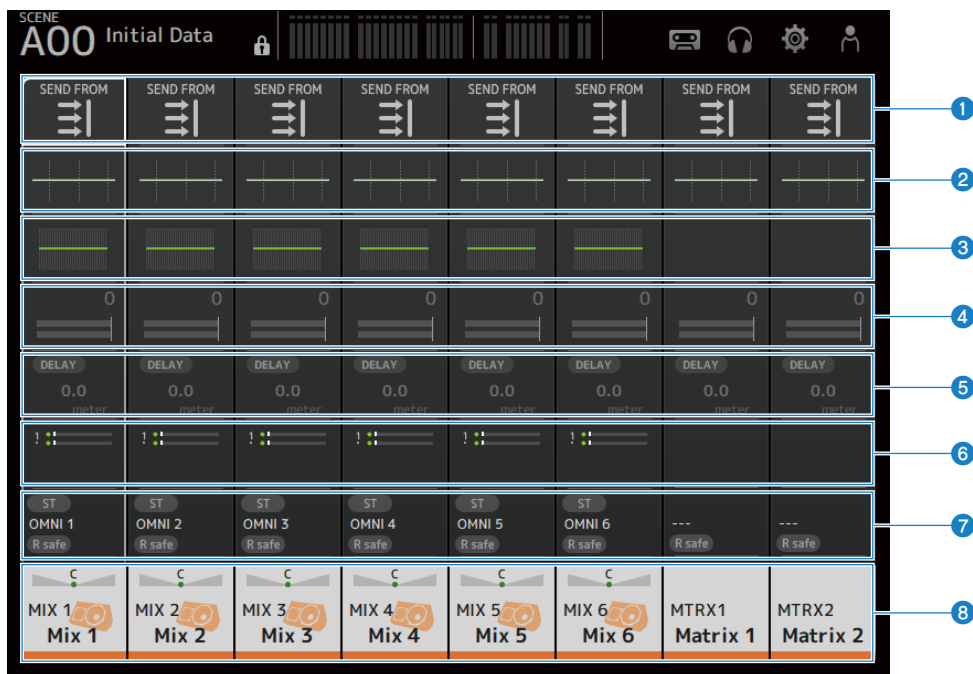 SCENE
A00 Initial Data
SEND FROM SEND FROM SEND FROM SEND FROM SEND FROM SEND FROM SEND FROM SEND FROM
1
2
3
0 0 0 0 0 0 0 0
4
DELAY DELAY DELAY DELAY DELAY DELAY DELAY DELAY
0.0 0.0 0.0 0.0 0.0 0.0 0.0 0.0
5
meter meter meter meter meter meter meter meter
1 1 1 1 1 1
6
ST ST ST ST ST ST
OMNI 1 OMNI 2 OMNI 3 OMNI 4 OMNI 5 OMNI 6 --- ---
7
R safe R safe R safe R safe R safe R safe R safe R safe
C C C C C C
MIX 1 MIX 2 MIX 3 MIX 4 MIX 5 MIX 6 MTRX1 MTRX2
8
Mix 1 Mix 2 Mix 3 Mix 4 Mix 5 Mix 6 Matrix 1 Matrix 2